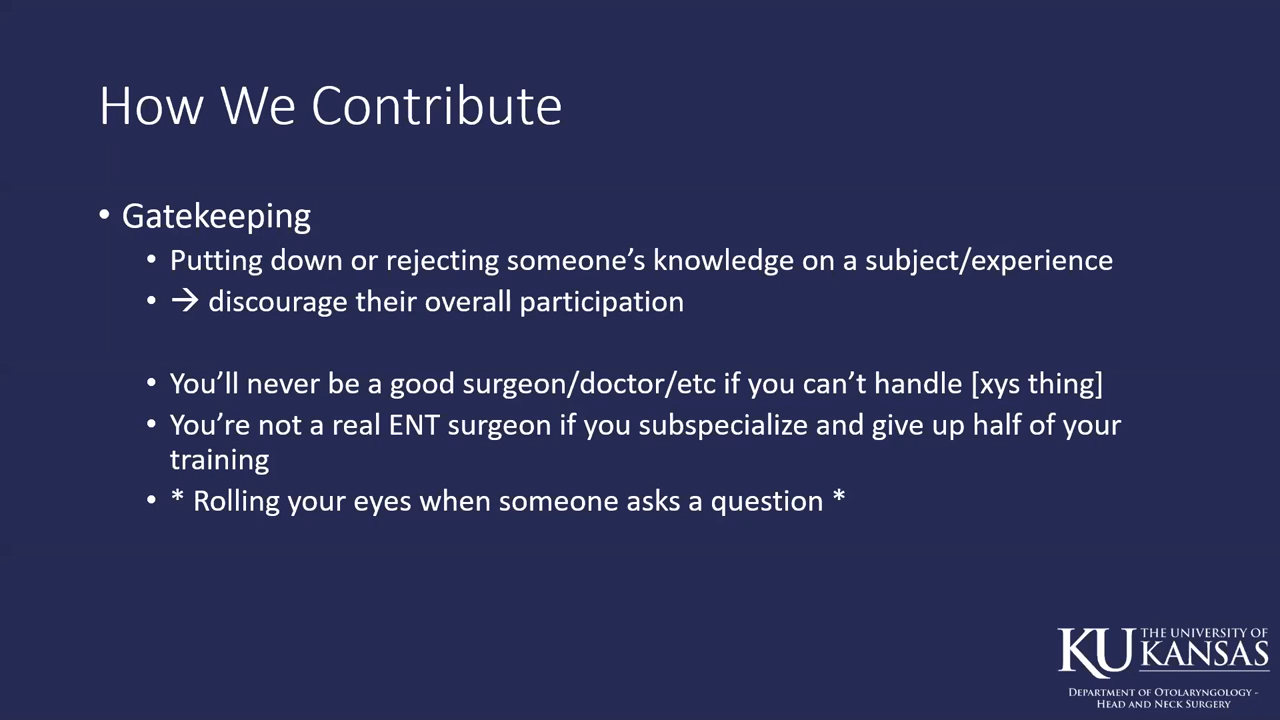 How We Contribute
• Gatekeeping
• Putting down or rejecting someone’s knowledge on a subject/experience
• → discourage their overall participation
• You’ll never be a good surgeon/doctor/etc if you can’t handle [xys thing]
• You’re not a real ENT surgeon if you subspecialize and give up half of your
training
• * Rolling your eyes when someone asks a question *
KU THE UNIVERSITY OF
KANSAS
DEPARTMENT OF OTOLARYNGOLOGY -
HEAD AND NECK SURGERY